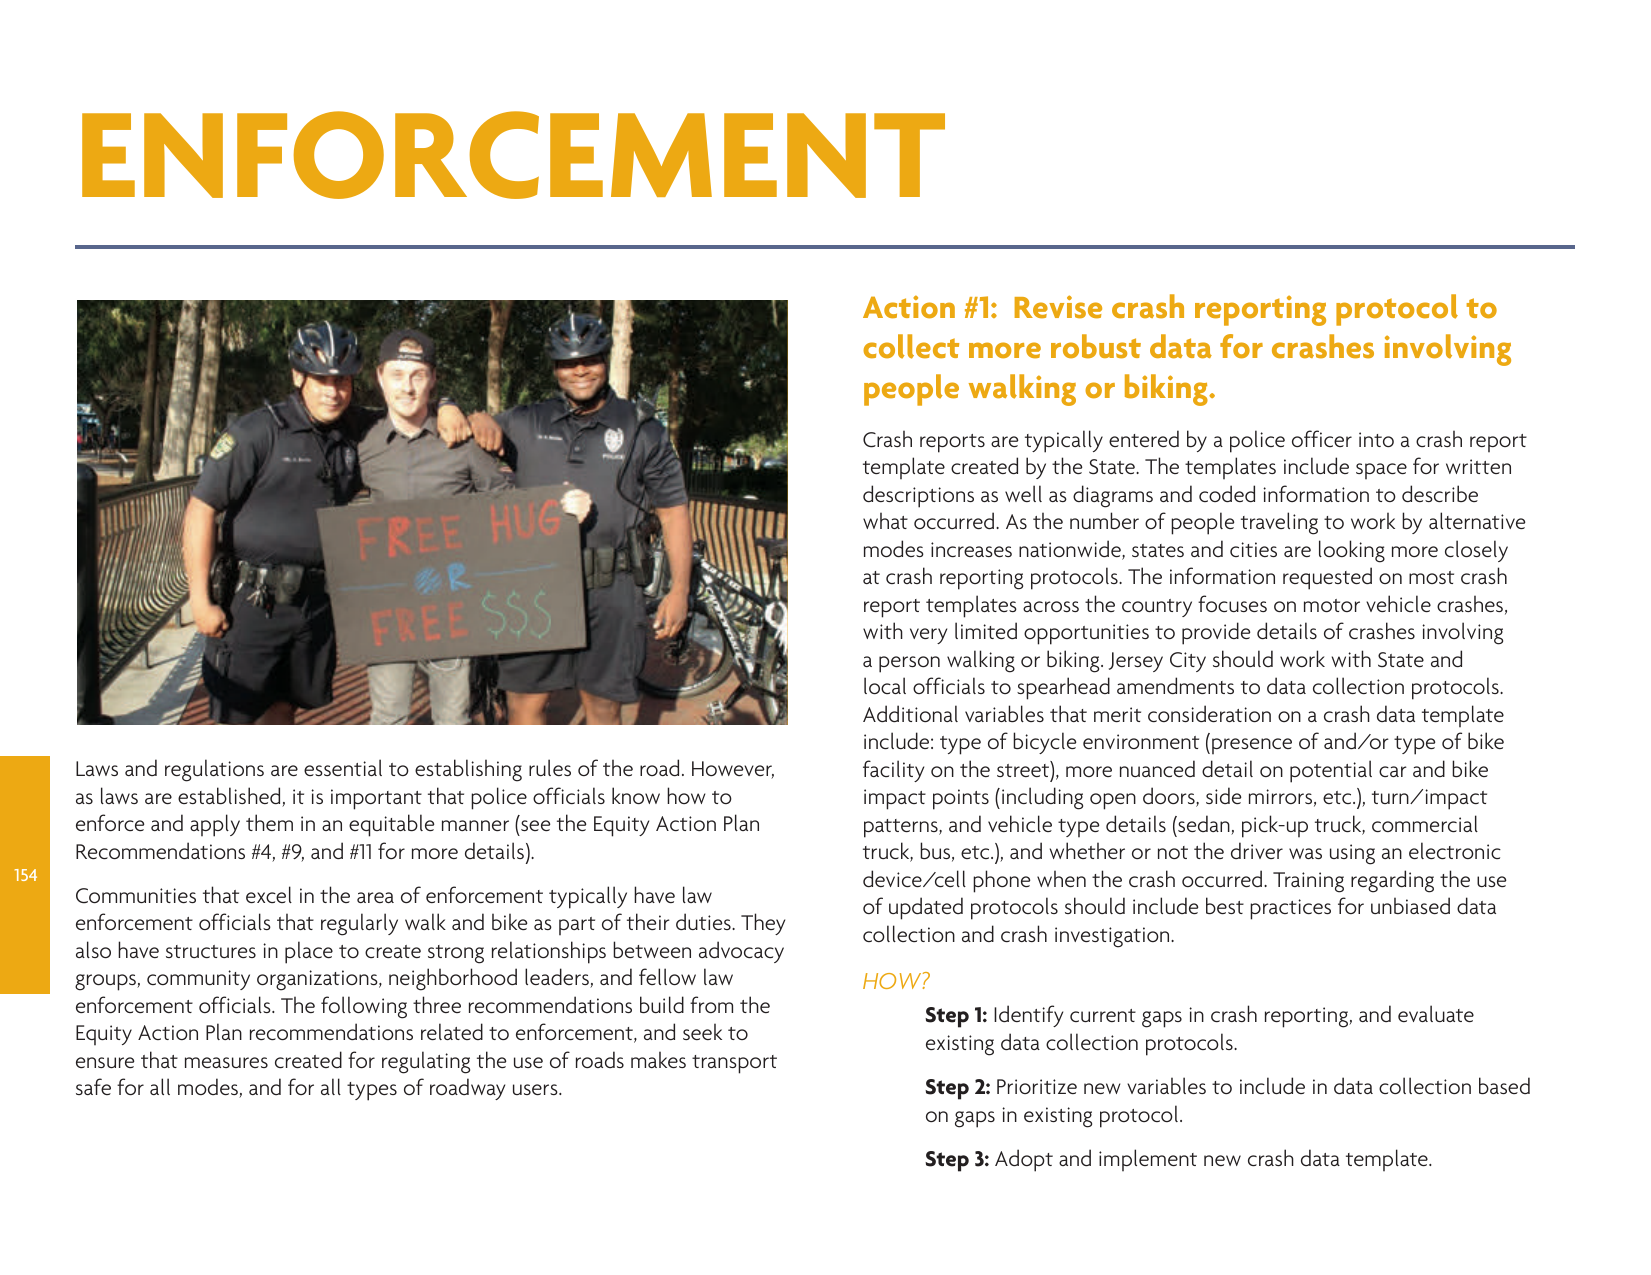 ENFORCEMENT
FREE HUG
OR
FREE $$$
POLICE
Laws and regulations are essential to establishing rules of the road. However,
as laws are established, it is important that police officials know how to
enforce and apply them in an equitable manner (see the Equity Action Plan
Recommendations #4, #9, and #11 for more details).
Communities that excel in the area of enforcement typically have law
enforcement officials that regularly walk and bike as part of their duties. They
also have structures in place to create strong relationships between advocacy
groups, community organizations, neighborhood leaders, and fellow law
enforcement officials. The following three recommendations build from the
Equity Action Plan recommendations related to enforcement, and seek to
ensure that measures created for regulating the use of roads makes transport
safe for all modes, and for all types of roadway users.
154
Action #1:  Revise crash reporting protocol to
collect more robust data for crashes involving
people walking or biking.
Crash reports are typically entered by a police officer into a crash report
template created by the State. The templates include space for written
descriptions as well as diagrams and coded information to describe
what occurred. As the number of people traveling to work by alternative
modes increases nationwide, states and cities are looking more closely
at crash reporting protocols. The information requested on most crash
report templates across the country focuses on motor vehicle crashes,
with very limited opportunities to provide details of crashes involving
a person walking or biking. Jersey City should work with State and
local officials to spearhead amendments to data collection protocols.
Additional variables that merit consideration on a crash data template
include: type of bicycle environment (presence of and/or type of bike
facility on the street), more nuanced detail on potential car and bike
impact points (including open doors, side mirrors, etc.), turn/impact
patterns, and vehicle type details (sedan, pick-up truck, commercial
truck, bus, etc.), and whether or not the driver was using an electronic
device/cell phone when the crash occurred. Training regarding the use
of updated protocols should include best practices for unbiased data
collection and crash investigation.
HOW?
Step 1: Identify current gaps in crash reporting, and evaluate
existing data collection protocols.
Step 2: Prioritize new variables to include in data collection based
on gaps in existing protocol.
Step 3: Adopt and implement new crash data template.